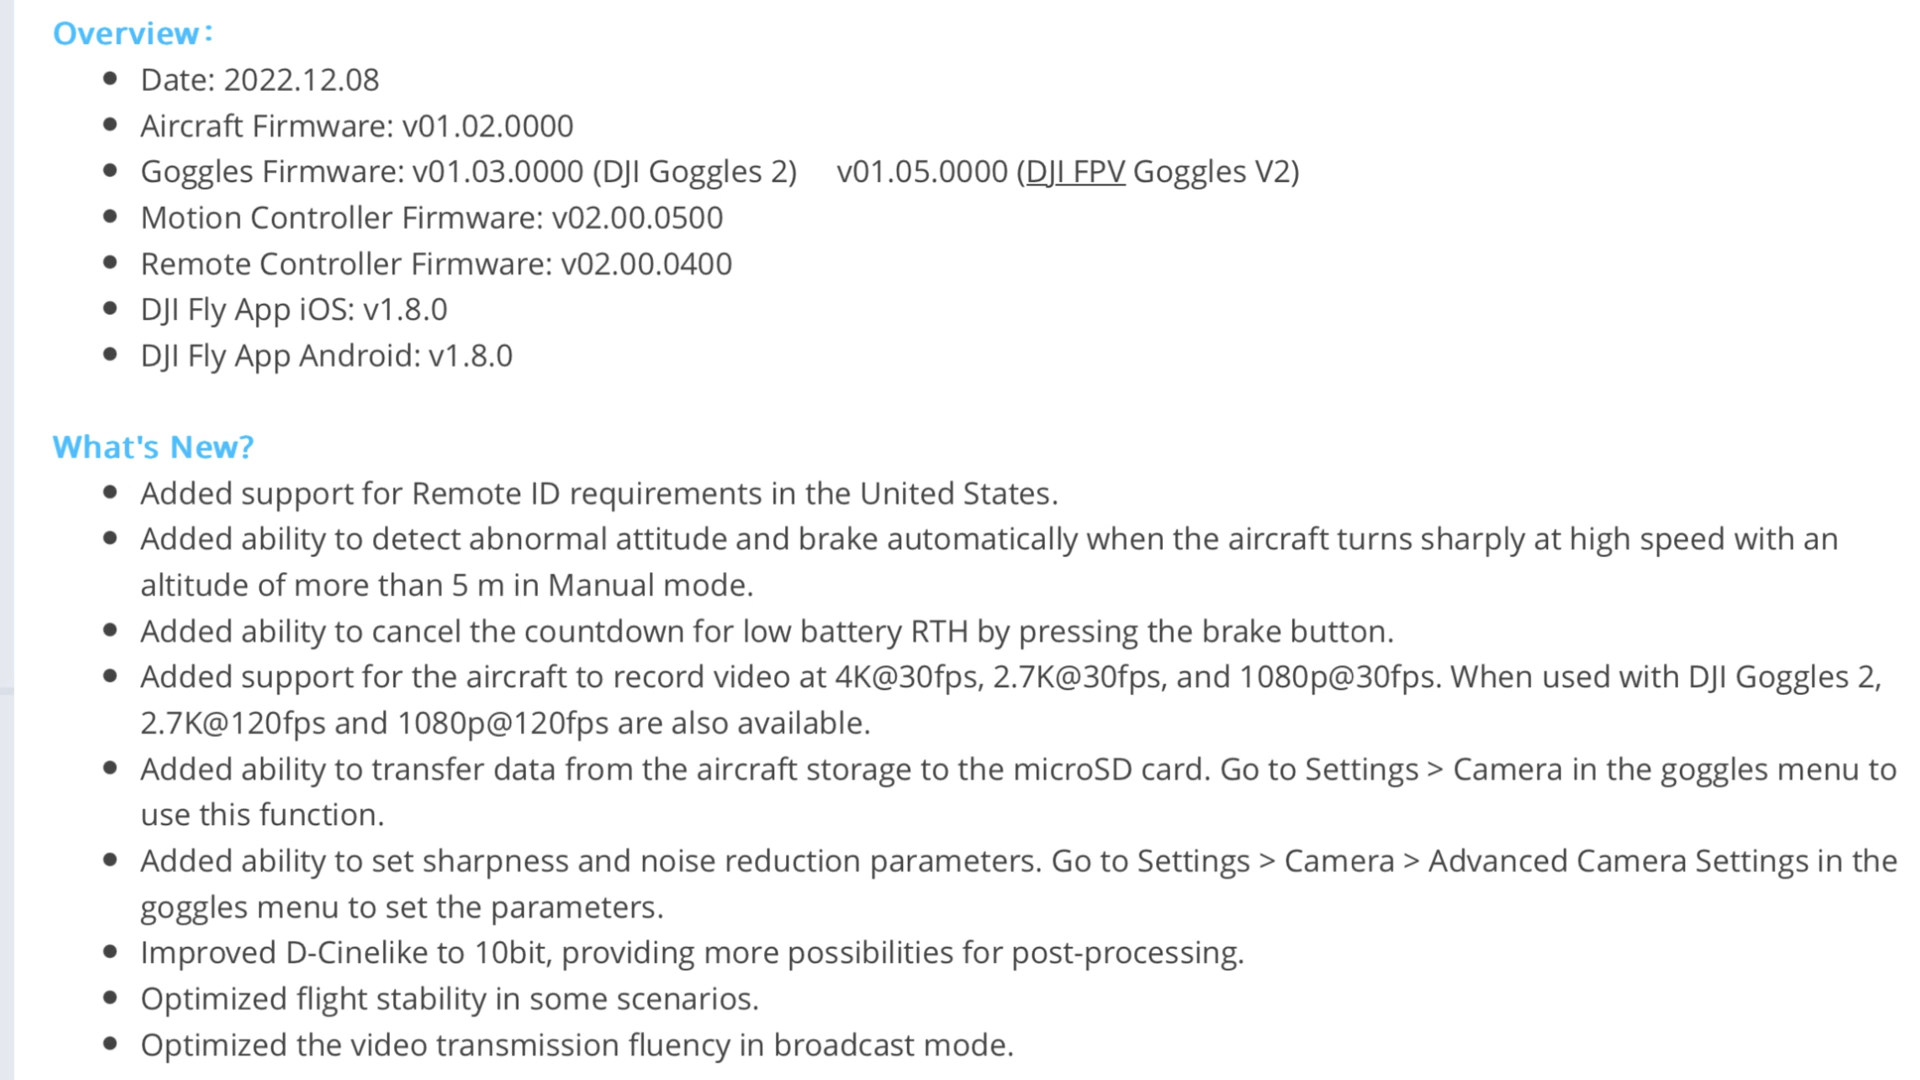 Overview：
Date: 2022.12.08
Aircraft Firmware: v01.02.0000
Goggles Firmware: v01.03.0000 (DJI Goggles 2) v01.05.0000 (DJI FPV Goggles V2)
Motion Controller Firmware: v02.00.0500
Remote Controller Firmware: v02.00.0400
DJI Fly App iOS: v1.8.0
DJI Fly App Android: v1.8.0
What's New?
Added support for Remote ID requirements in the United States.
Added ability to detect abnormal attitude and brake automatically when the aircraft turns sharply at high speed with an
altitude of more than 5 m in Manual mode.
Added ability to cancel the countdown for low battery RTH by pressing the brake button.
Added support for the aircraft to record video at 4K@30fps, 2.7K@30fps, and 1080p@30fps. When used with DJI Goggles 2,
2.7K@120fps and 1080p@120fps are also available.
Added ability to transfer data from the aircraft storage to the microSD card. Go to Settings > Camera in the goggles menu to
use this function.
Added ability to set sharpness and noise reduction parameters. Go to Settings > Camera > Advanced Camera Settings in the
goggles menu to set the parameters.
Improved D-Cinelike to 10bit, providing more possibilities for post-processing.
Optimized flight stability in some scenarios.
Optimized the video transmission fluency in broadcast mode.